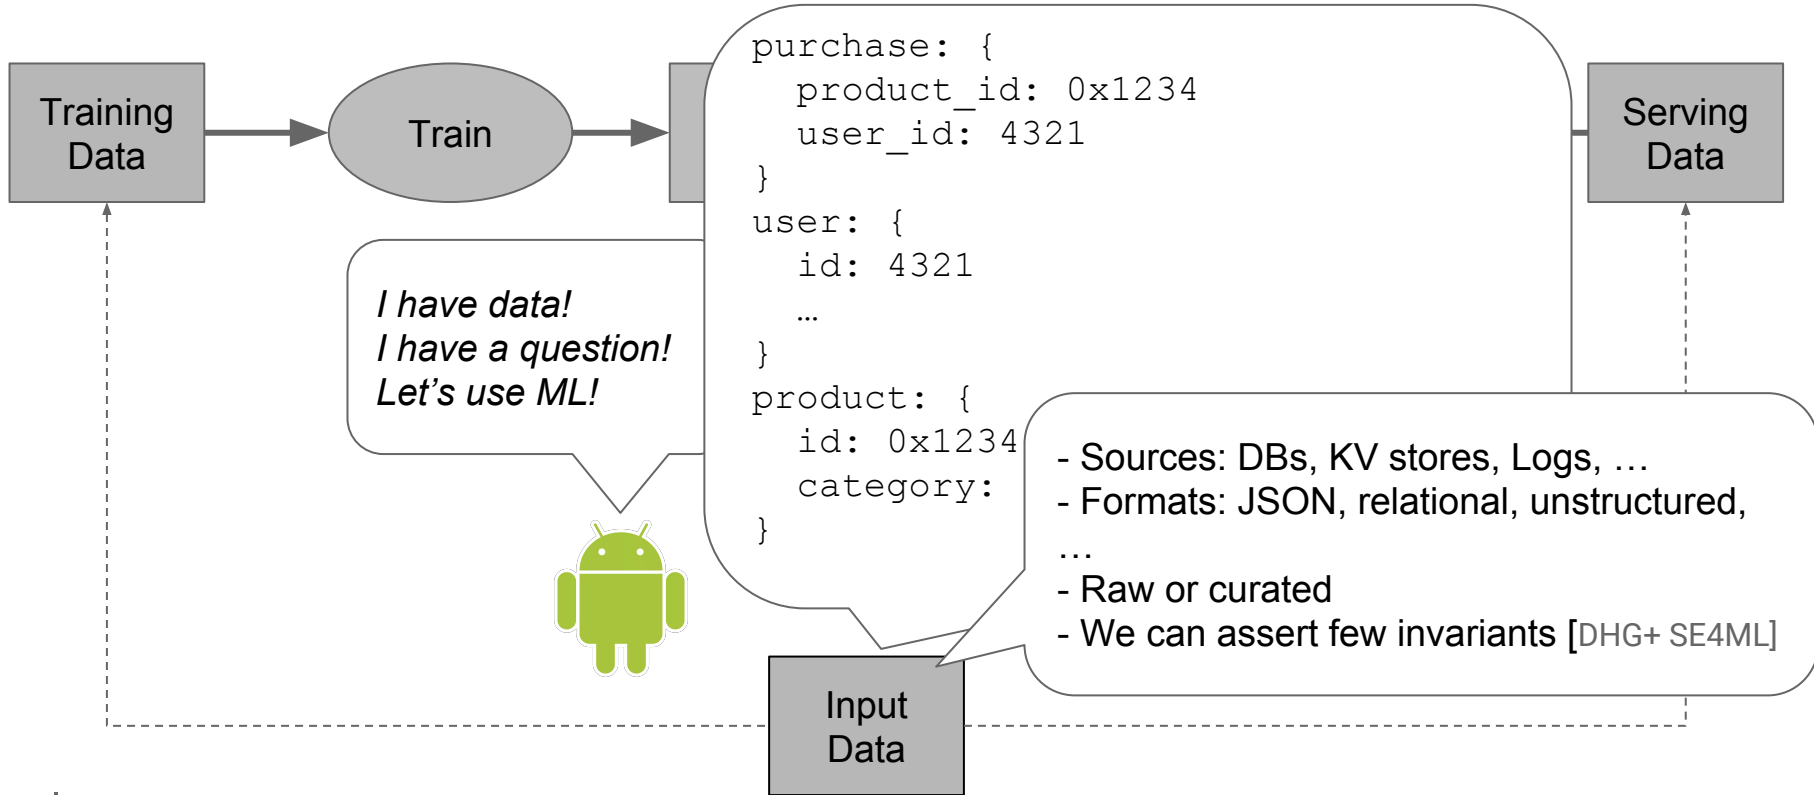 Training
Data
Train
Serving
Data
purchase: {
product_id: 0x1234
user_id: 4321
}
user: {
id: 4321
…
}
product: {
id: 0x1234
category:
}
I have data!
I have a question!
Let’s use ML!
- Sources: DBs, KV stores, Logs, …
- Formats: JSON, relational, unstructured,
…
- Raw or curated
- We can assert few invariants [DHG+ SE4ML]
Input
Data